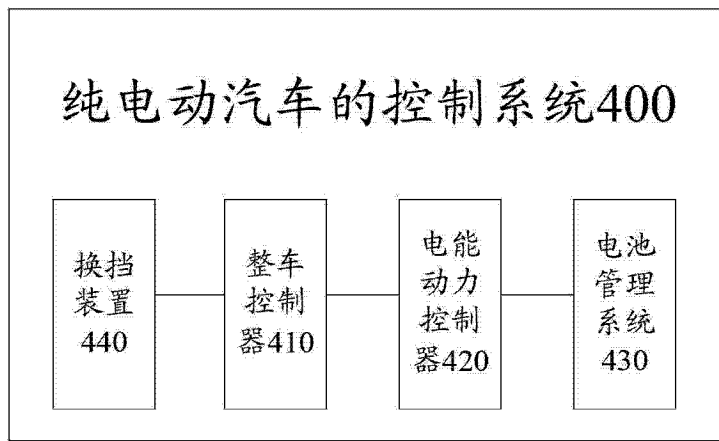 纯电动汽车的控制系统400
换挡
装置
440
整车
控制
器410
电能
动力
控制
器420
电池
管理
系统
430